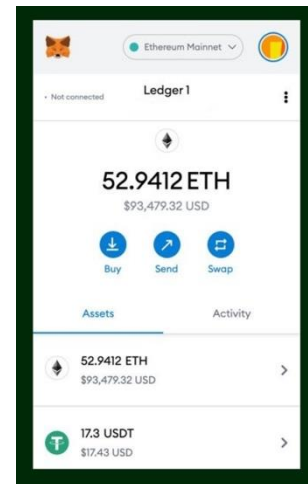 Ethereum Mainnet
Not connected
Ledger 1
52.9412 ETH
$93,479.32 USD
Buy
Send
Swap
Assets
Activity
52.9412 ETH
$93,479.32 USD
17.3 USDT
$17.43 USD